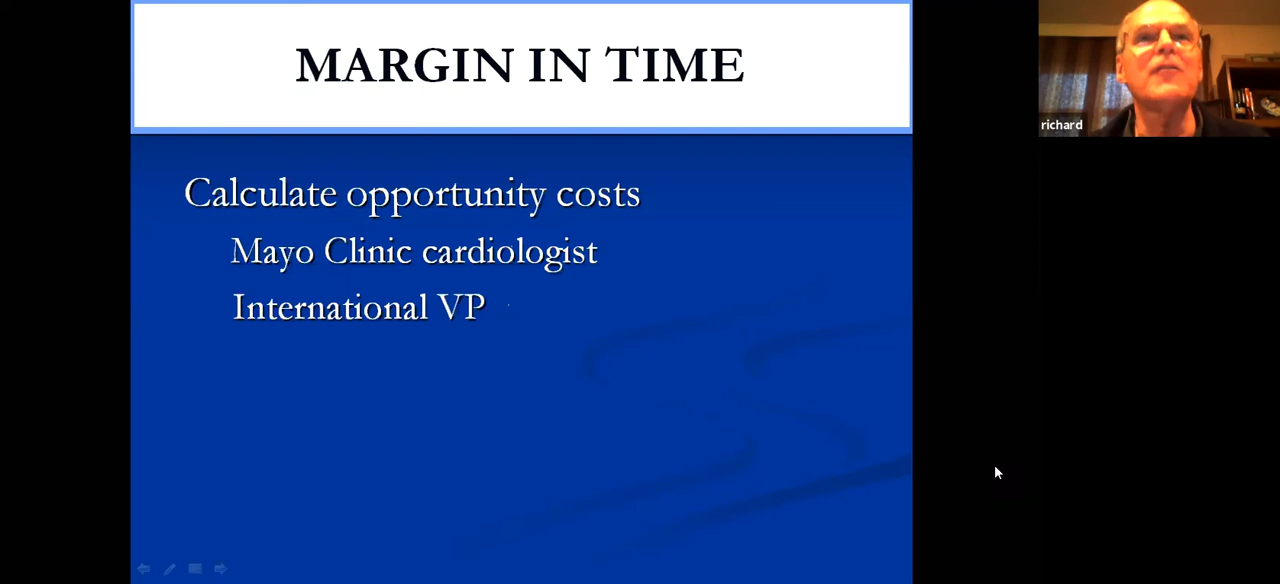 MARGIN IN TIME
Calculate opportunity costs
Mayo Clinic cardiologist
International VP
richard